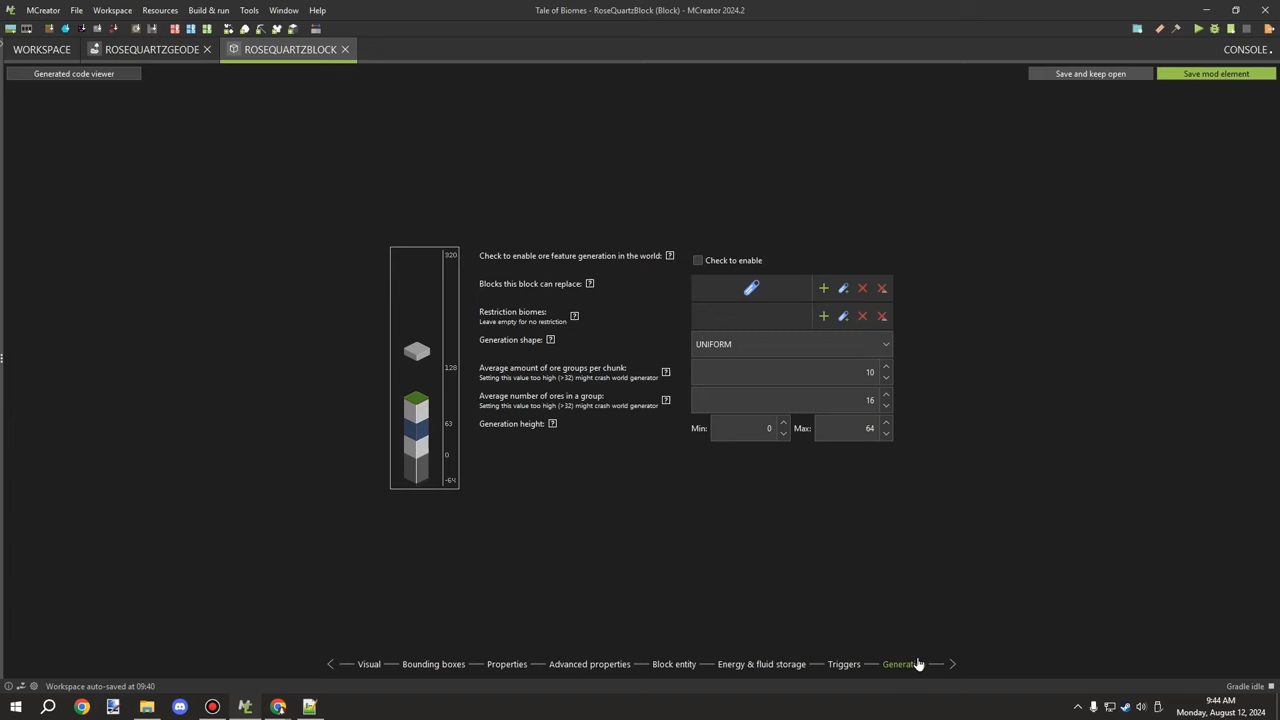 MCreator File Workspace Resources Build & run Tools Window Help
Tale of Biomes - RoseQuartzBlock (Block) - MCreator 2024.2
WORKSPACE
ROSEQUARTZGEODE
ROSEQUARTZBLOCK
CONSOLE
Generated code viewer
Save and keep open
Save mod element
320
128
63
0
-64
Check to enable ore feature generation in the world: ?
Check to enable
Blocks this block can replace: ?
Restriction biomes: ?
Leave empty for no restriction
Generation shape: ?
UNIFORM
Average amount of ore groups per chunk: ?
Setting this value too high (>32) might crash world generator
10
Average number of ores in a group: ?
Setting this value too high (>32) might crash world generator
16
Generation height: ?
Min: 0 Max: 64
Visual Bounding boxes Properties Advanced properties Block entity Energy & fluid storage Triggers
Workspace auto-saved at 09:40
Gradle idle
9:44 AM
Monday, August 12, 2024